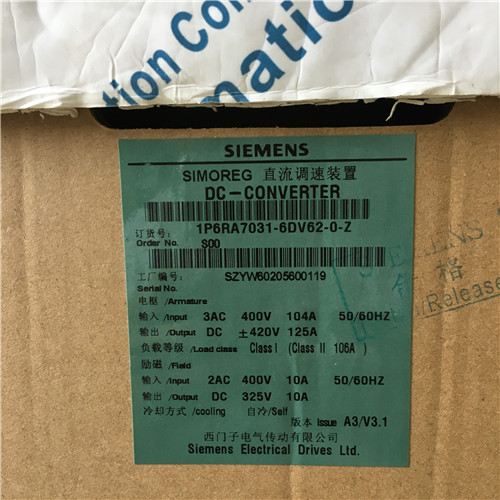 ation Con
omatic
SIEMENS
SIMOREG 直流调速装置
DC-CONVERTER
订货号: 1P6RA7031-6DV62-0-Z
Order No. S00
工厂编号: SZYW60205600119
Serial No.
电枢 /Armature
输入 /Input 3AC 400V 104A 50/60HZ
输出 /Output DC ±420V 125A
负载等级 /Load class Class I (Class II 106A)
励磁 /Field
输入 /Input 2AC 400V 10A 50/60HZ
输出 /Output DC 325V 10A
冷却方式 /cooling 自冷/Self
版本 Issue A3/V3.1
西门子电气传动有限公司
Siemens Electrical Drives Ltd.
格
Release